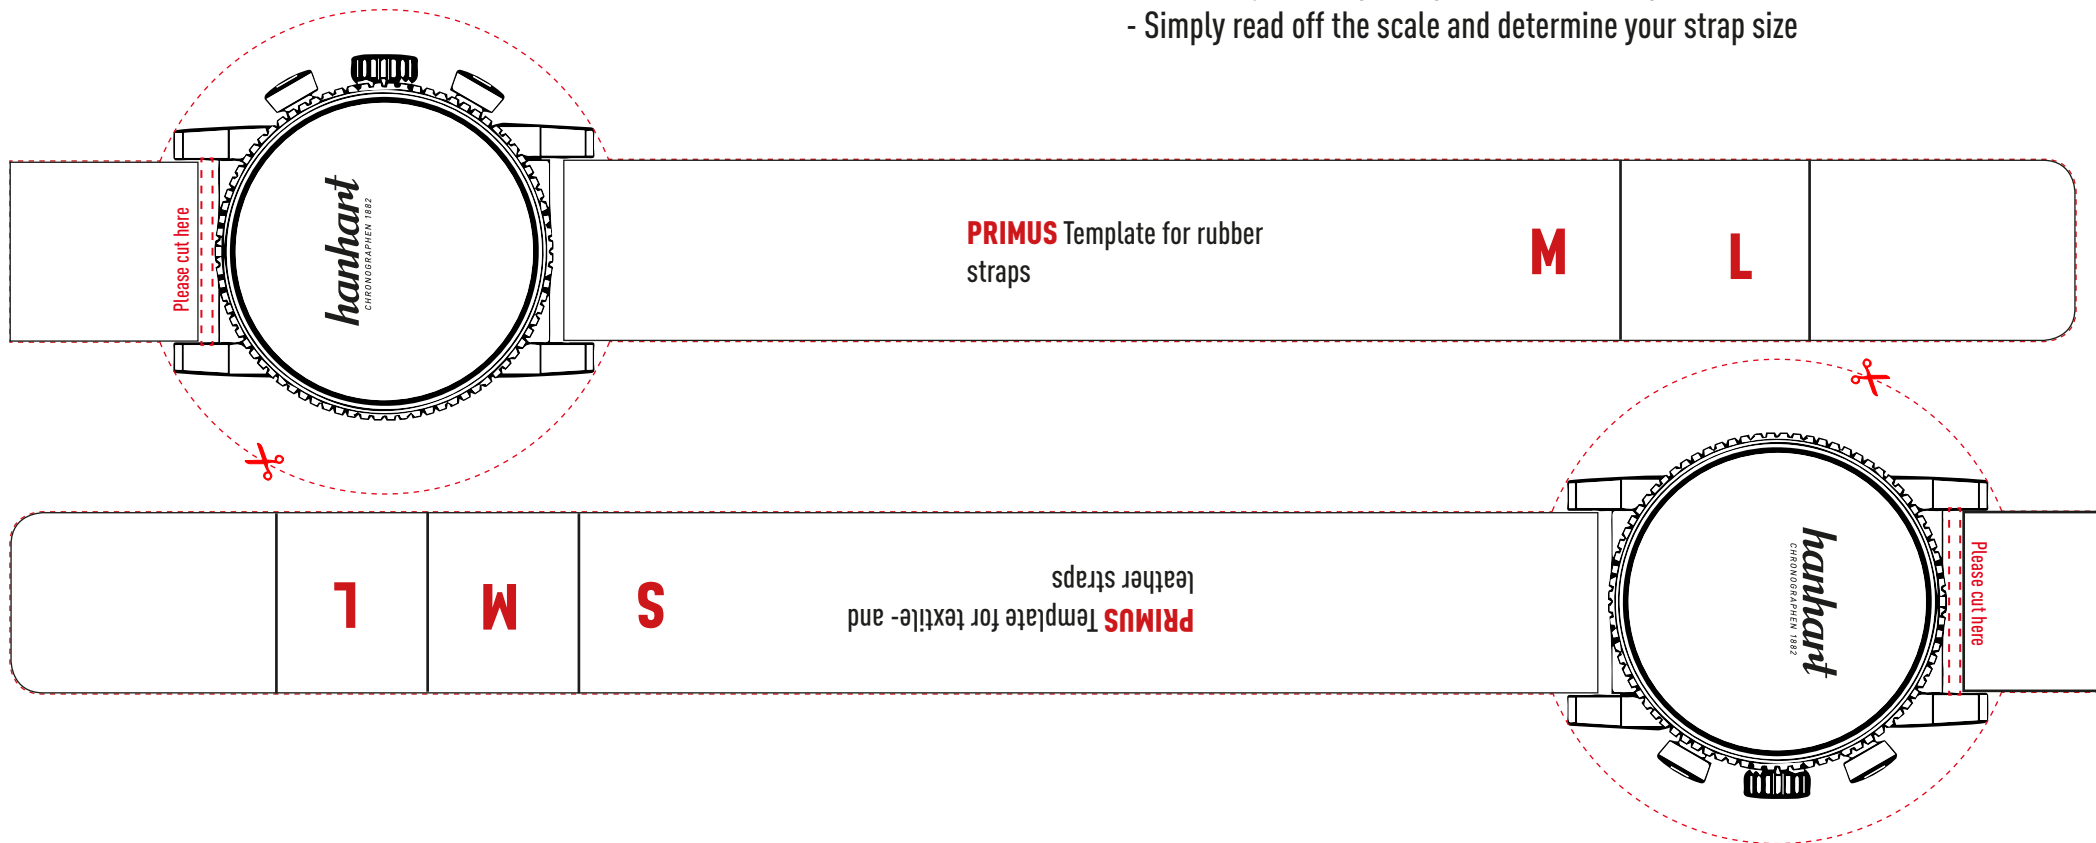 - Simply read off the scale and determine your strap size
Please cut here
hanhart
CHRONOGRAPHEN 1882
PRIMUS Template for rubber
straps
M
L
L
M
S
PRIMUS Template for textile- and
leather straps
hanhart
CHRONOGRAPHEN 1882
Please cut here